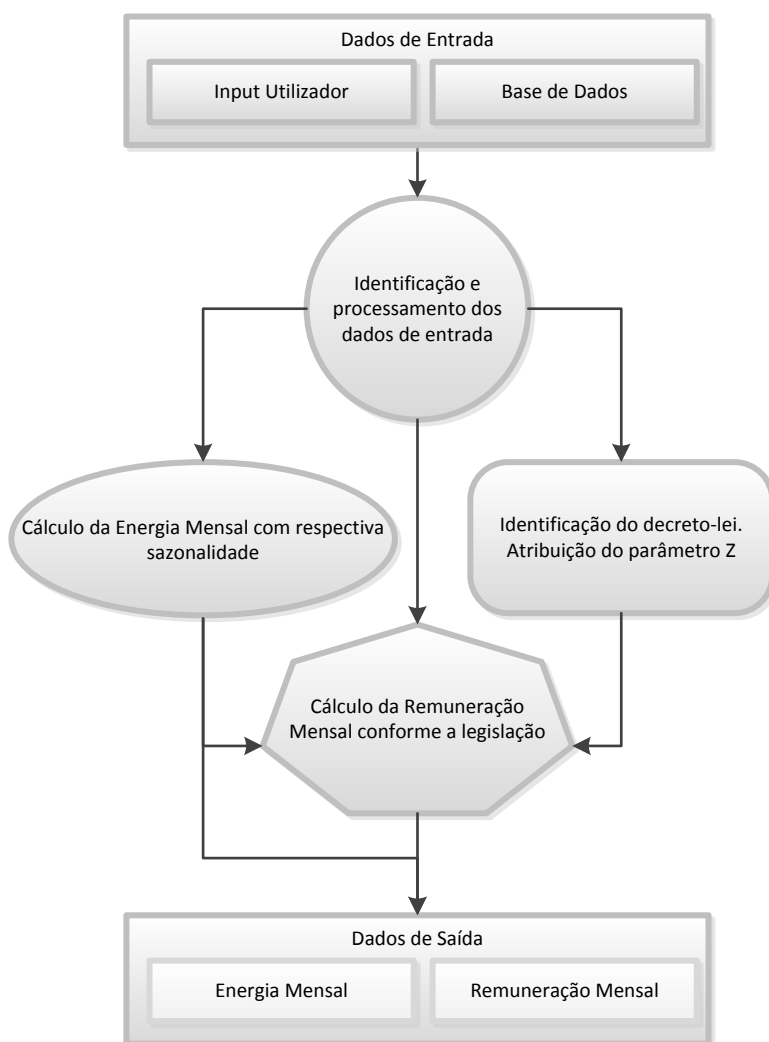 Dados de Entrada
Input Utilizador
Base de Dados
Identificação e
processamento dos
dados de entrada
Cálculo da Energia Mensal com respectiva
sazonalidade
Identificação do decreto-lei.
Atribuição do parâmetro Z
Cálculo da Remuneração
Mensal conforme a legislação
Dados de Saída
Energia Mensal
Remuneração Mensal